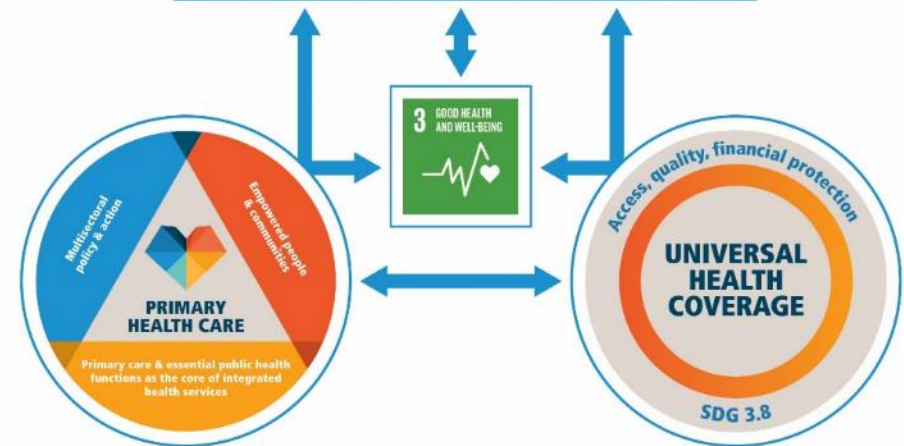 3 GOOD HEALTH
AND WELL-BEING
Multisectoral
policy & action
Empowered people
& communities
PRIMARY
HEALTH CARE
Primary care & essential public health
functions as the core of integrated
health services
Access, quality, financial protection
UNIVERSAL
HEALTH
COVERAGE
SDG 3.8